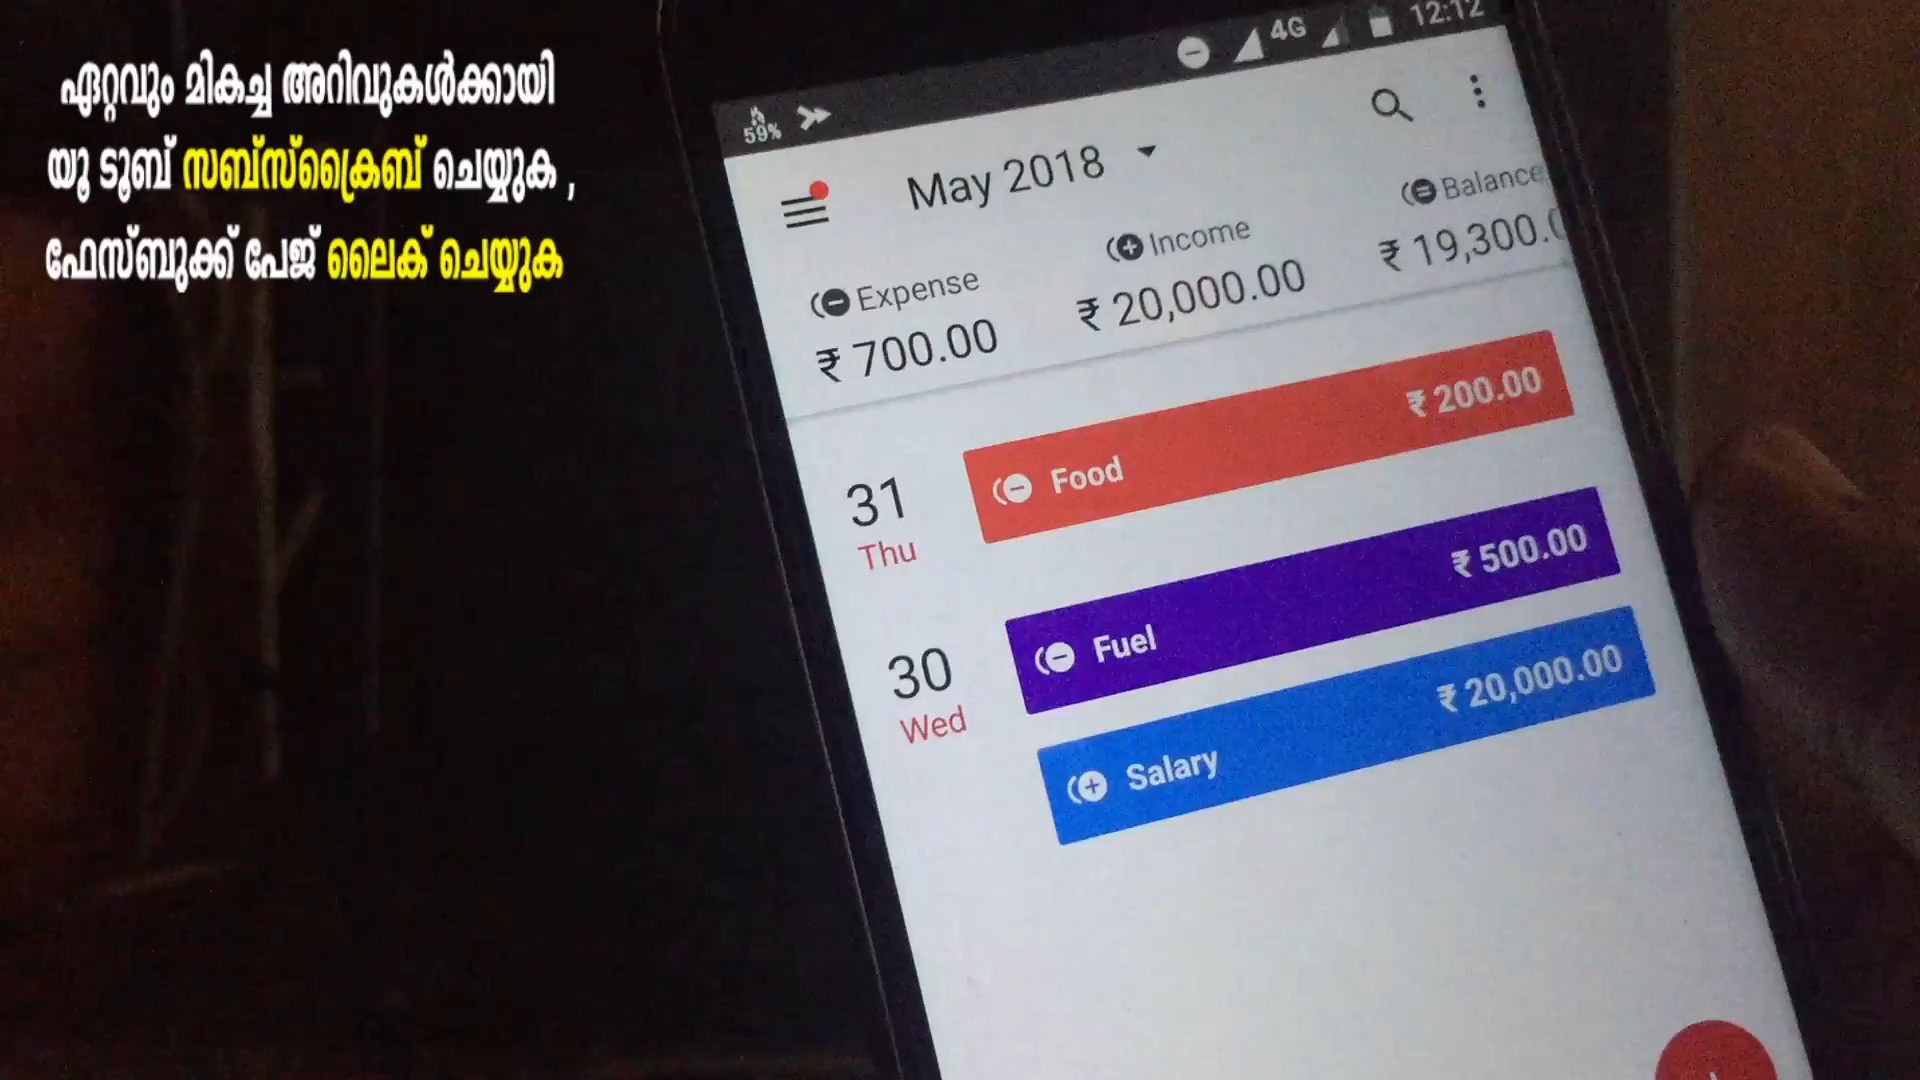 ഏറ്റവും മികച്ച അറിവുകൾക്കായി
യൂ ടൂബ് സബ്സ്ക്രൈബ് ചെയ്യുക ,
ഫേസ്ബുക്ക് പേജ് ലൈക് ചെയ്യുക
59% 4G 12:12
May 2018
Expense Income Balance
₹ 700.00 ₹ 20,000.00 ₹ 19,300.
31 Food ₹ 200.00
Thu
30 Fuel ₹ 500.00
Wed
Salary ₹ 20,000.00